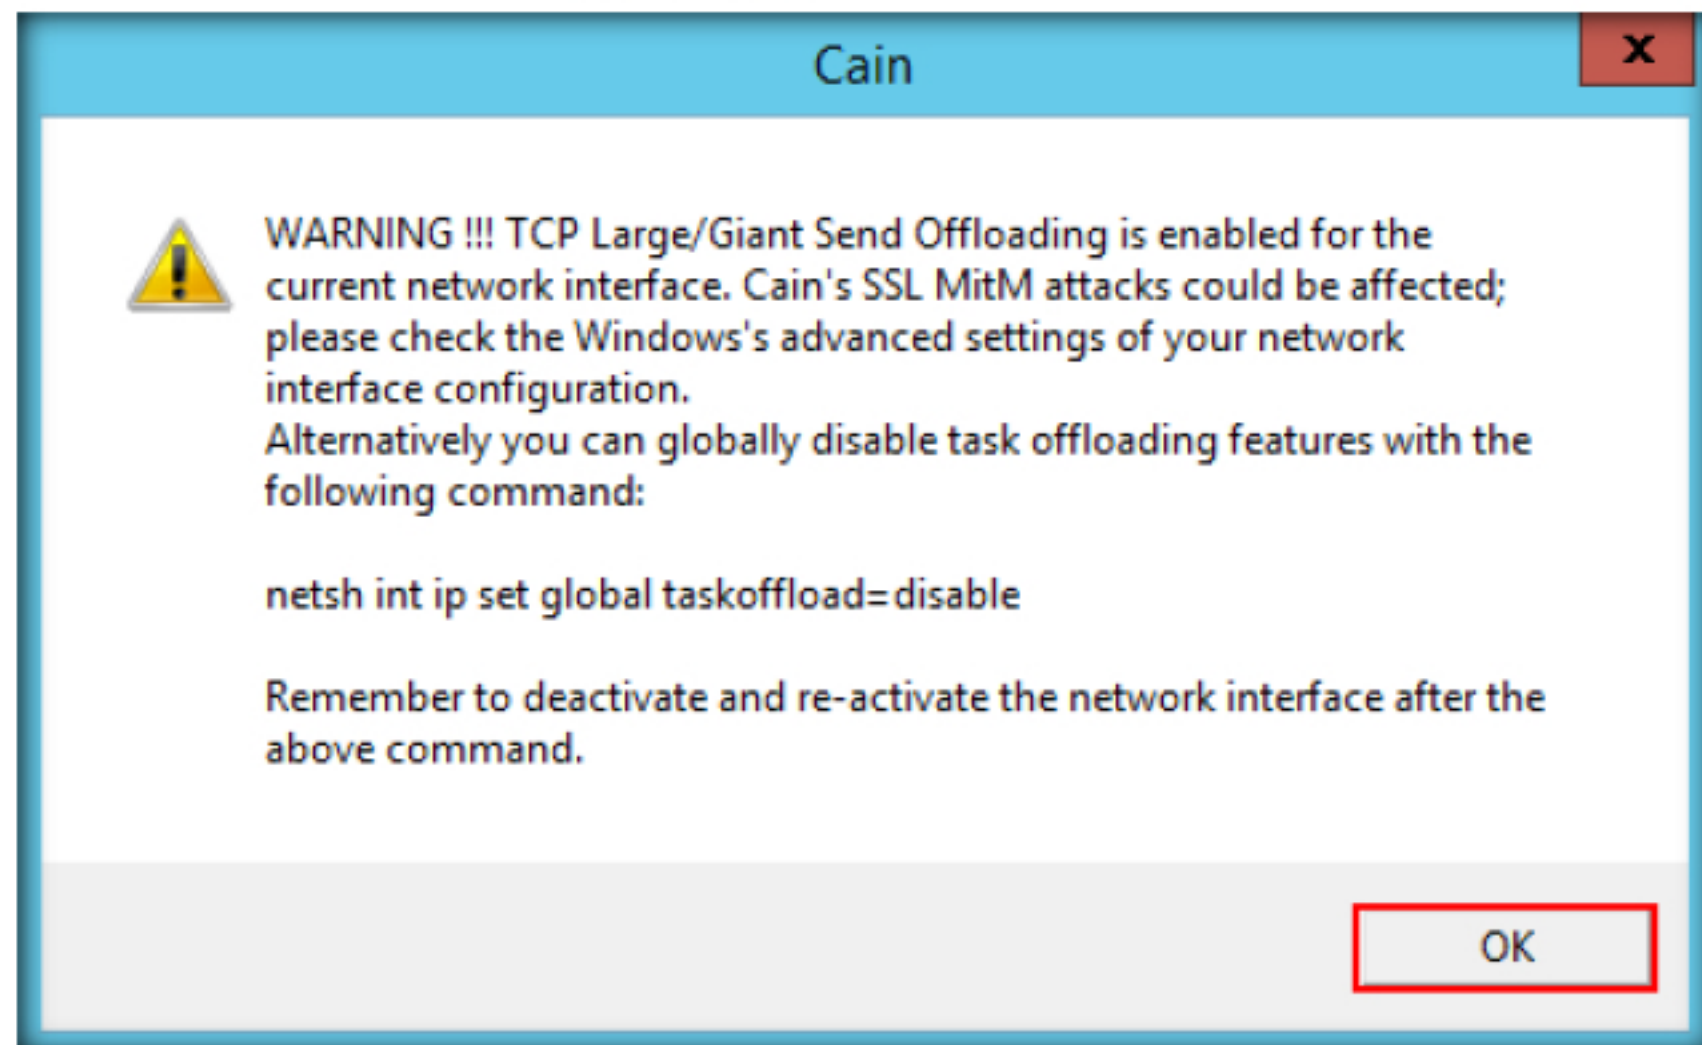 Cain
x
WARNING !!! TCP Large/Giant Send Offloading is enabled for the
current network interface. Cain's SSL MitM attacks could be affected;
please check the Windows's advanced settings of your network
interface configuration.
Alternatively you can globally disable task offloading features with the
following command:
netsh int ip set global taskoffload=disable
Remember to deactivate and re-activate the network interface after the
above command.
OK